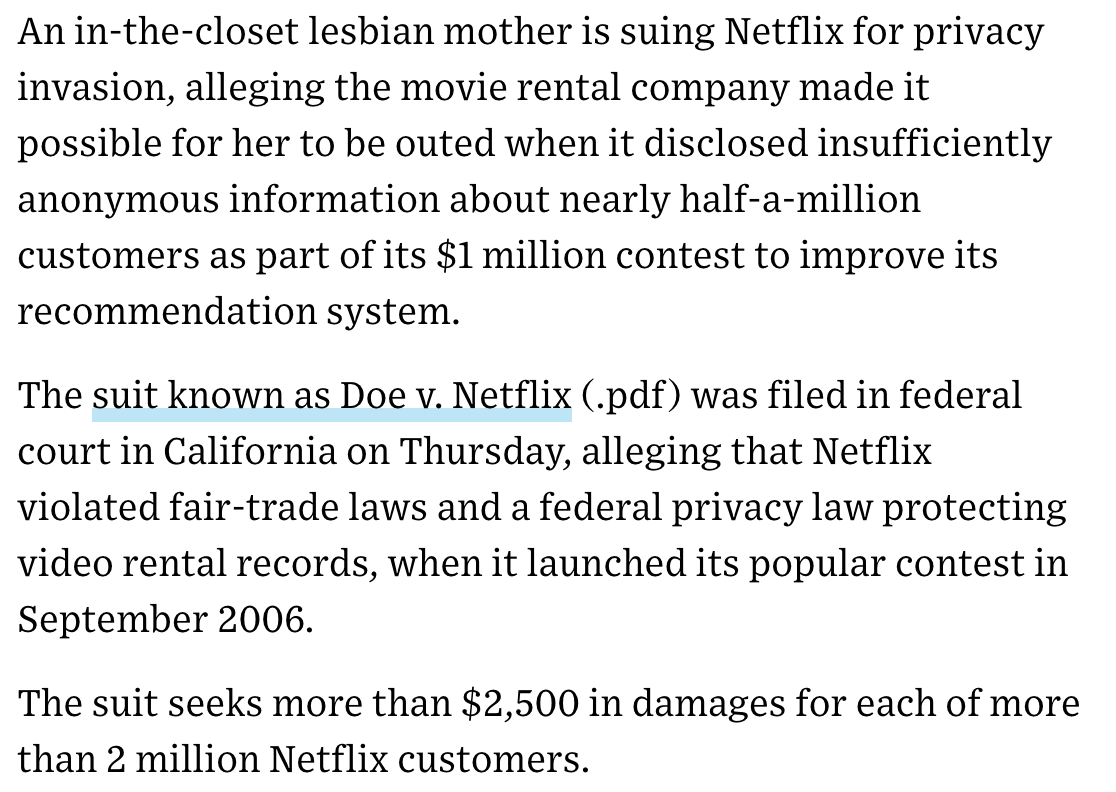 An in-the-closet lesbian mother is suing Netflix for privacy
invasion, alleging the movie rental company made it
possible for her to be outed when it disclosed insufficiently
anonymous information about nearly half-a-million
customers as part of its $1 million contest to improve its
recommendation system.
The suit known as Doe v. Netflix (.pdf) was filed in federal
court in California on Thursday, alleging that Netflix
violated fair-trade laws and a federal privacy law protecting
video rental records, when it launched its popular contest in
September 2006.
The suit seeks more than $2,500 in damages for each of more
than 2 million Netflix customers.